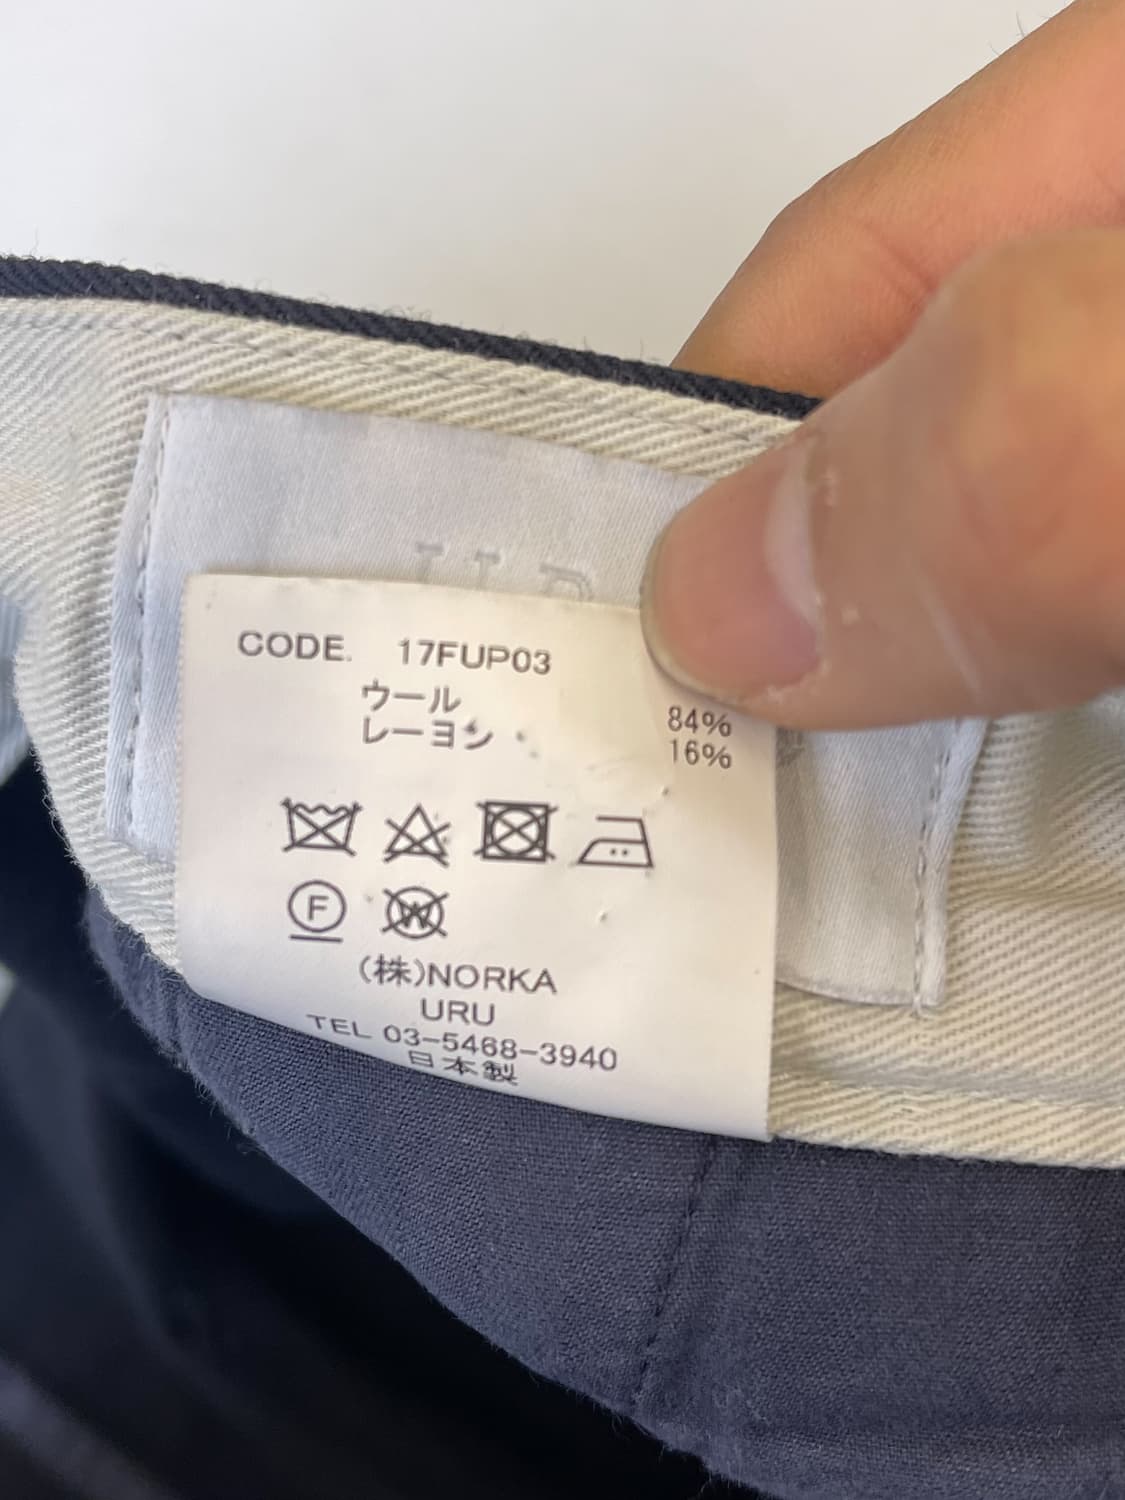 CODE. 17FUP03
ウール 84%
レーヨン 16%
F W
(株)NORKA
URU
TEL 03-5468-3940
日本製